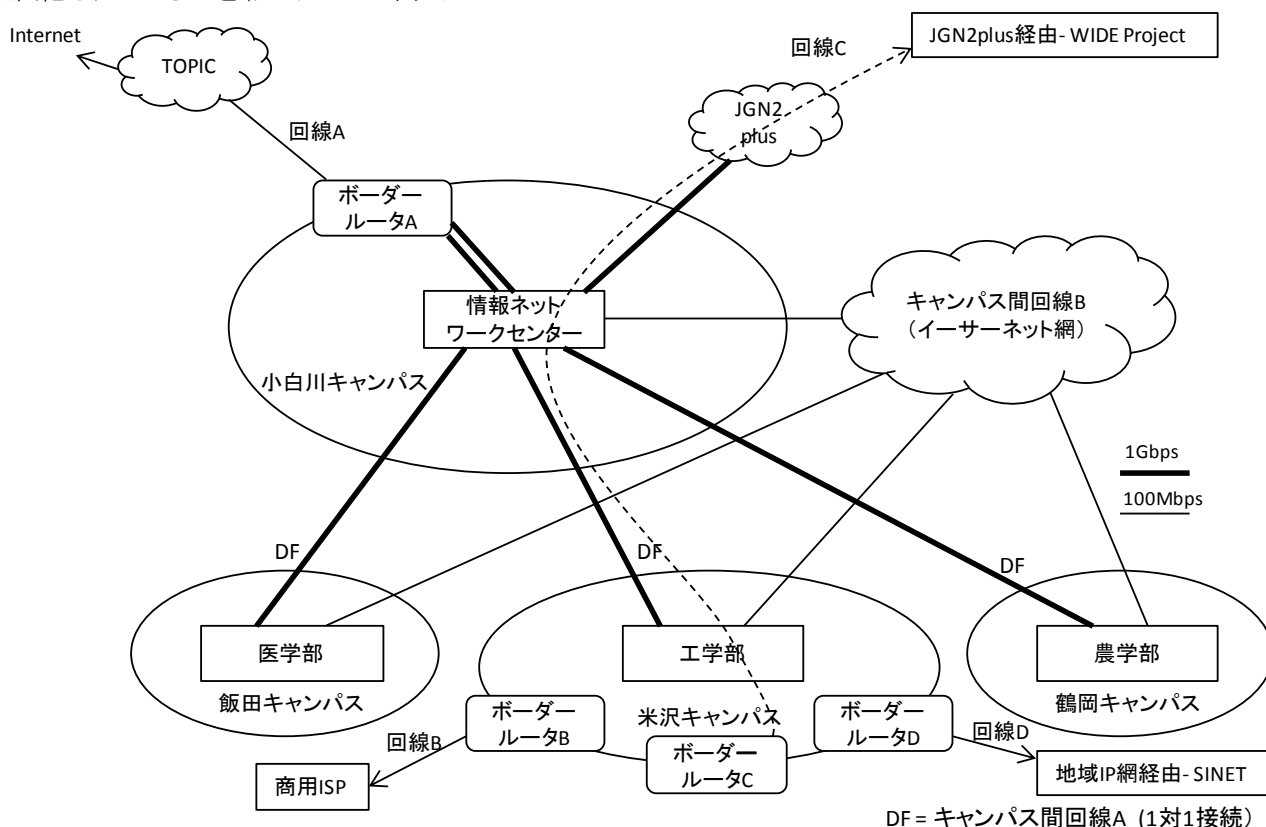 Internet
TOPIC
回線A
回線C
JGN2plus経由- WIDE Project
JGN2
plus
ボーダー
ルータA
情報ネット
ワークセンター
キャンパス間回線B
（イーサーネット網）
小白川キャンパス
1Gbps
100Mbps
DF
DF
DF
医学部
飯田キャンパス
工学部
米沢キャンパス
農学部
鶴岡キャンパス
ボーダー
ルータB
ボーダー
ルータC
ボーダー
ルータD
回線B
回線D
商用ISP
地域IP網経由- SINET
DF = キャンパス間回線A（1対1接続）